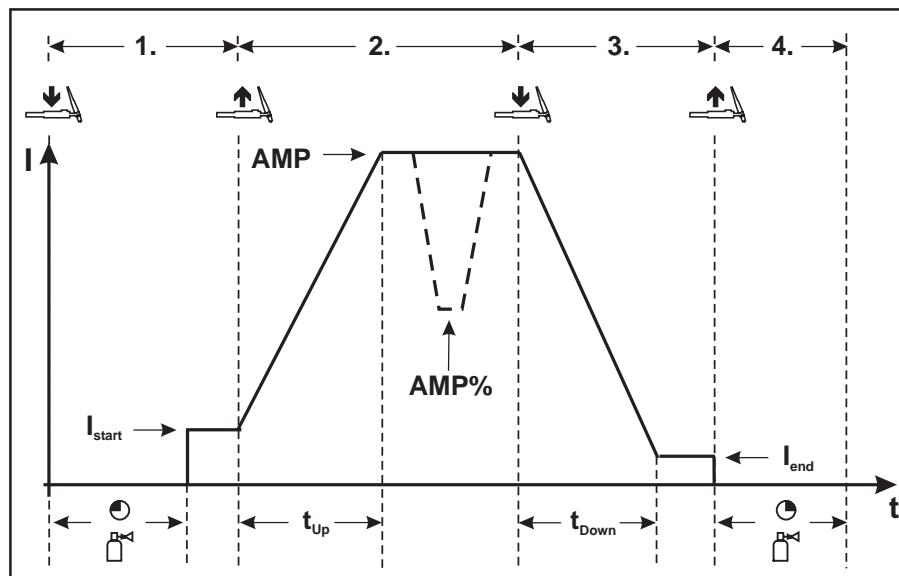 1. 2. 3. 4.
I
AMP
AMP%
Istart
Iend
t
tUp
tDown